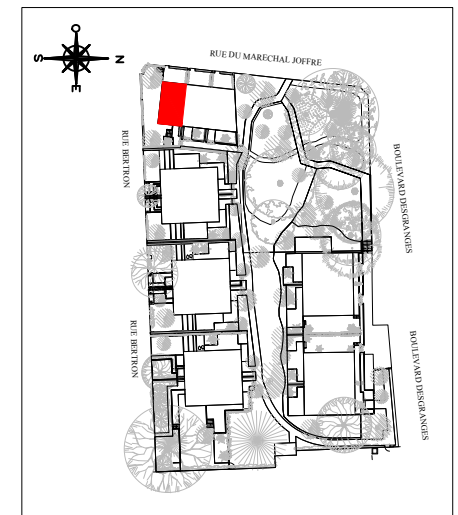 O
S
N
E
RUE DU MARECHAL JOFFRE
RUE BERTRON
BOULEVARD DESGRANGES
RUE BERTRON
BOULEVARD DESGRANGES